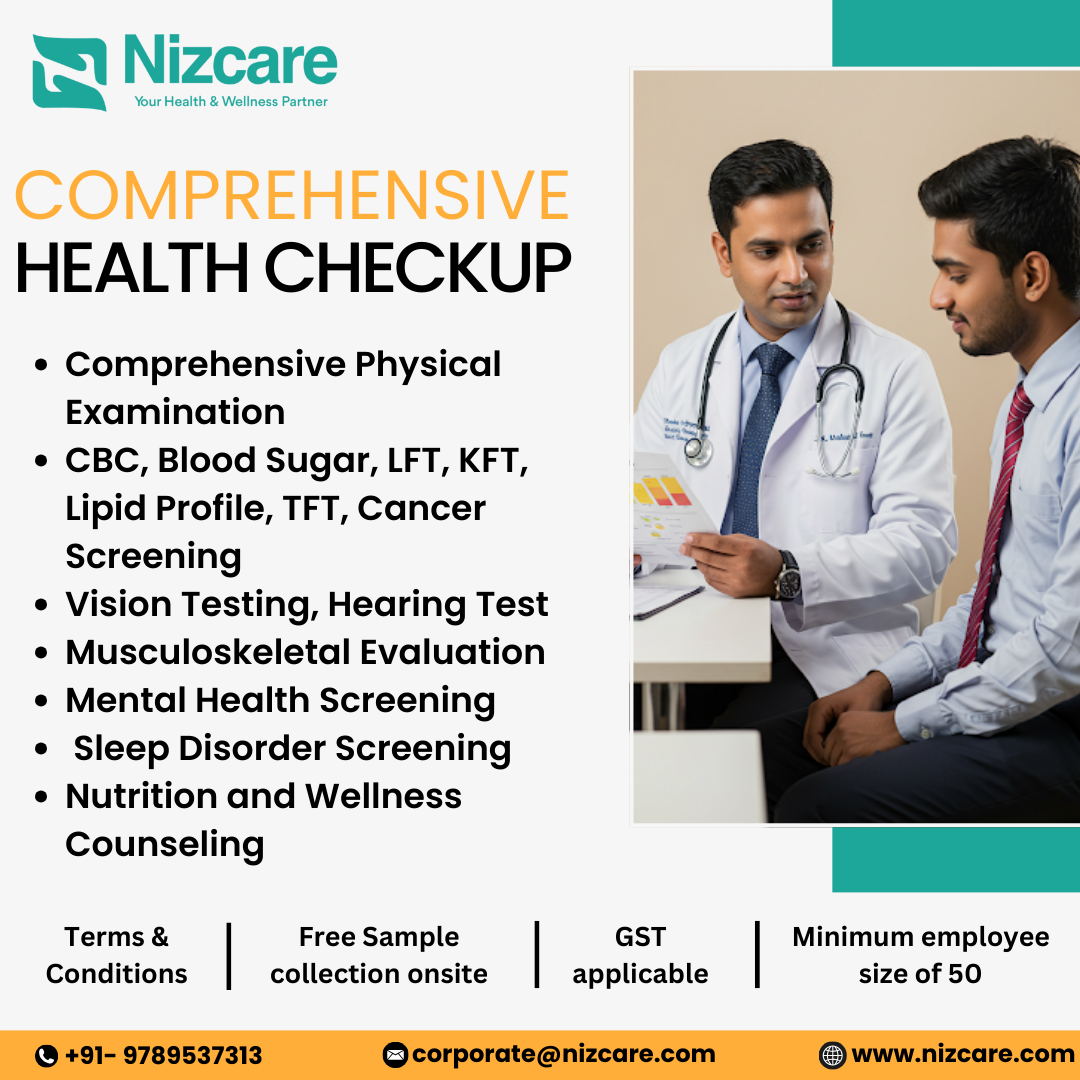 Nizcare
Your Health & Wellness Partner
COMPREHENSIVE
HEALTH CHECKUP
• Comprehensive Physical
Examination
• CBC, Blood Sugar, LFT, KFT,
Lipid Profile, TFT, Cancer
Screening
• Vision Testing, Hearing Test
• Musculoskeletal Evaluation
• Mental Health Screening
• Sleep Disorder Screening
• Nutrition and Wellness
Counseling
Terms &
Conditions
Free Sample
collection onsite
GST
applicable
Minimum employee
size of 50
+91- 9789537313
corporate@nizcare.com
www.nizcare.com